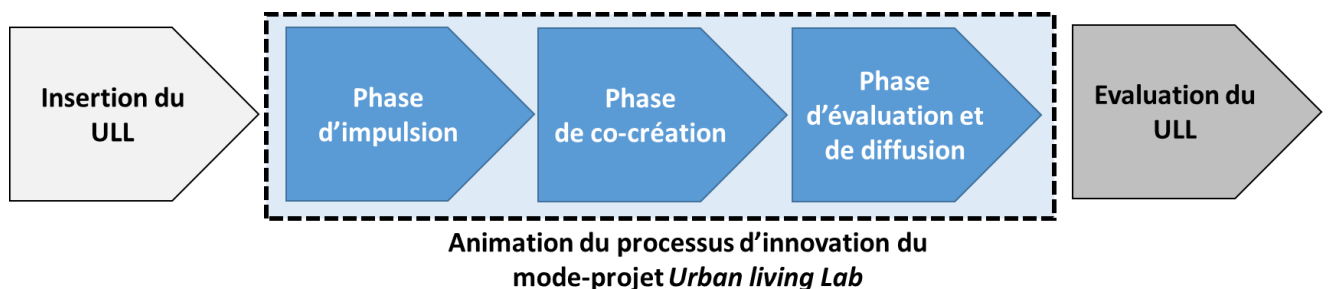 Insertion du
ULL
Phase
d'impulsion
Phase
de co-création
Phase
d'évaluation et
de diffusion
Evaluation du
ULL
Animation du processus d'innovation du
mode-projet Urban living Lab